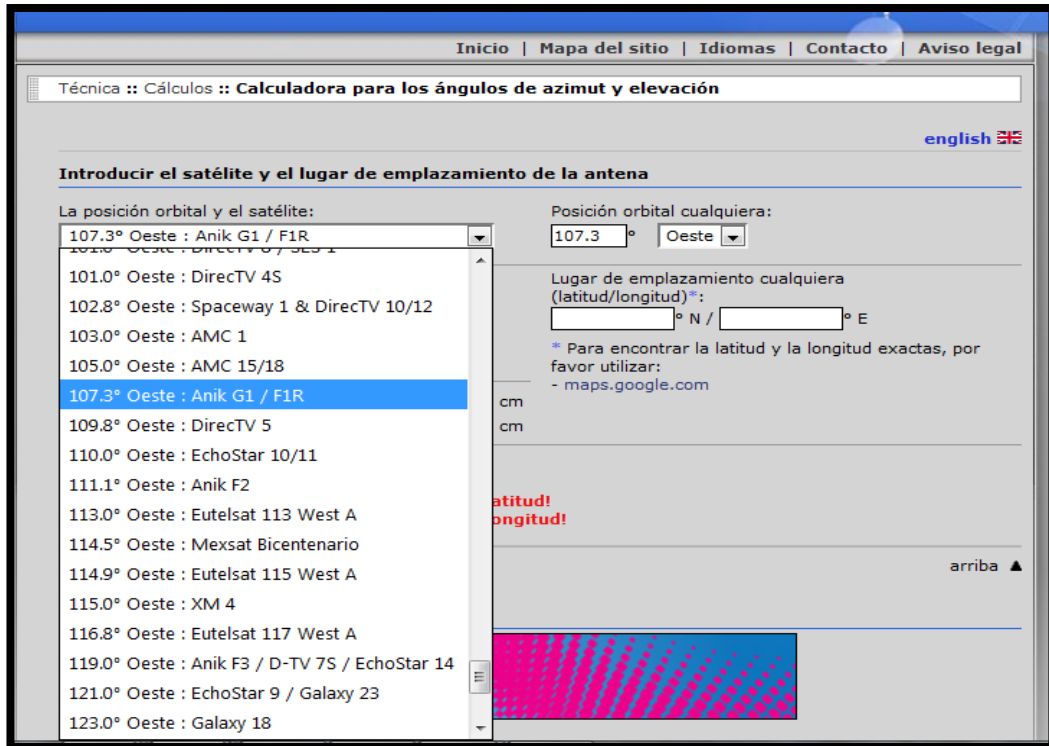 Inicio | Mapa del sitio | Idiomas | Contacto | Aviso legal
Técnica :: Cálculos :: Calculadora para los ángulos de azimut y elevación
english
Introducir el satélite y el lugar de emplazamiento de la antena
La posición orbital y el satélite:
107.3° Oeste : Anik G1 / F1R
101.0° Oeste : DirecTV 8 / SES 1
101.0° Oeste : DirecTV 4S
102.8° Oeste : Spaceway 1 & DirecTV 10/12
103.0° Oeste : AMC 1
105.0° Oeste : AMC 15/18
107.3° Oeste : Anik G1 / F1R
109.8° Oeste : DirecTV 5
110.0° Oeste : EchoStar 10/11
111.1° Oeste : Anik F2
113.0° Oeste : Eutelsat 113 West A
114.5° Oeste : Mexsat Bicentenario
114.9° Oeste : Eutelsat 115 West A
115.0° Oeste : XM 4
116.8° Oeste : Eutelsat 117 West A
119.0° Oeste : Anik F3 / D-TV 7S / EchoStar 14
121.0° Oeste : EchoStar 9 / Galaxy 23
123.0° Oeste : Galaxy 18
Posición orbital cualquiera:
107.3 ° Oeste
Lugar de emplazamiento cualquiera
(latitud/longitud)*:
° N / ° E
* Para encontrar la latitud y la longitud exactas, por
favor utilizar:
- maps.google.com
cm
cm
atitud!
ongitud!
arriba ▲